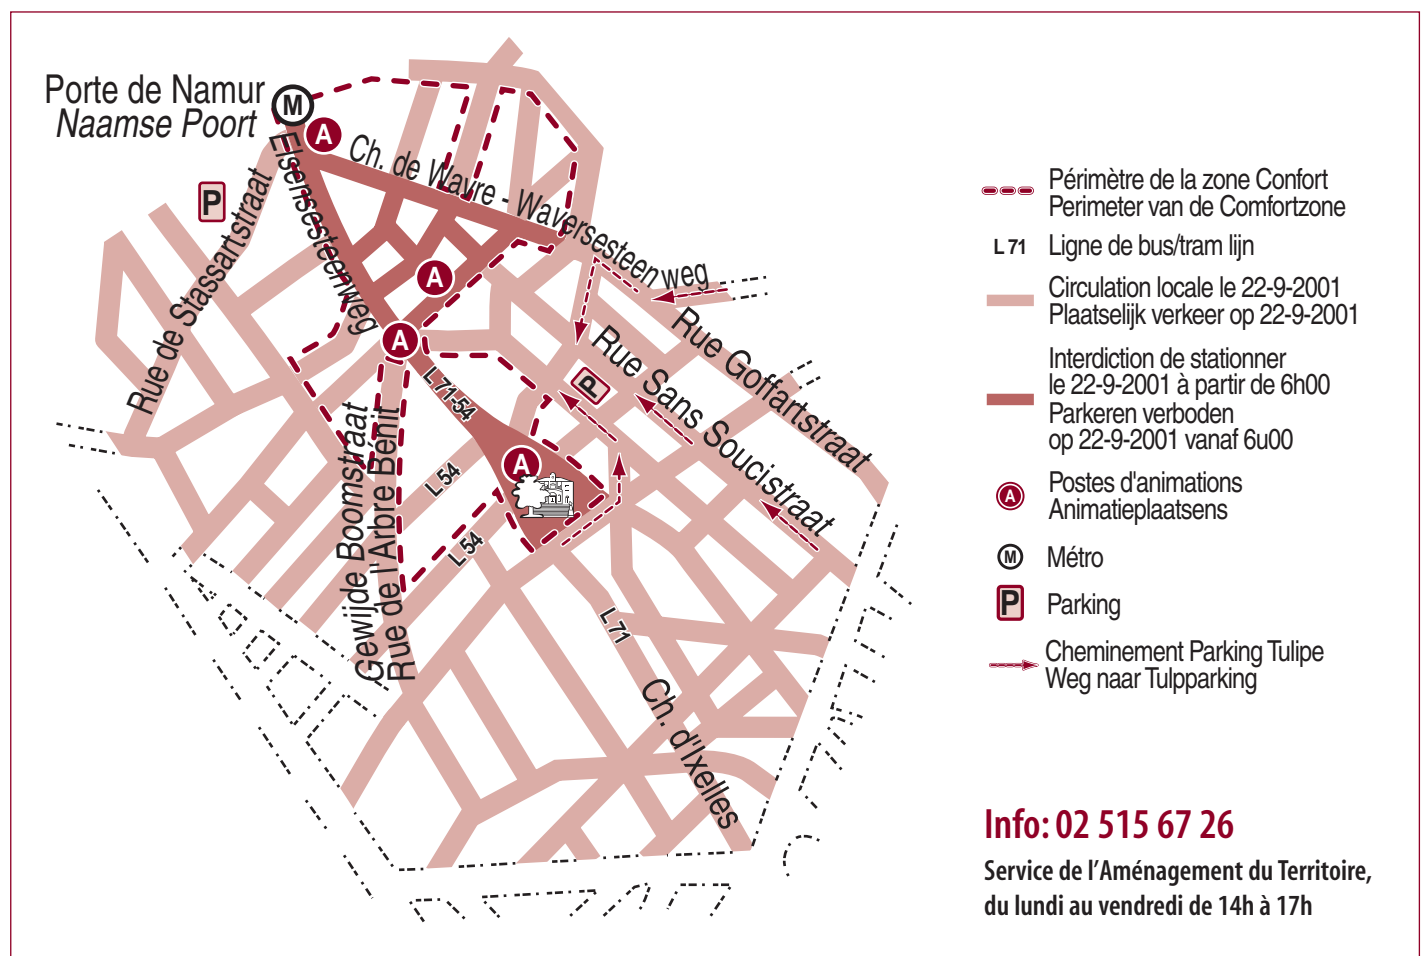 Porte de Namur
Naamse Poort
M
A
Ch. de Wavre - Waversesteenweg
Elsensesteenweg
P
Rue de Stassartstraat
A
A
Rue Goffartstraat
Rue Sans Soucistraat
P
L 71-54
A
L 54
L 54
Gewijde Boomstraat
Rue de l'Arbre Bénit
L 71
Ch. d'Ixelles
Périmètre de la zone Confort
Perimeter van de Comfortzone
L 71 Ligne de bus/tram lijn
Circulation locale le 22-9-2001
Plaatselijk verkeer op 22-9-2001
Interdiction de stationner
le 22-9-2001 à partir de 6h00
Parkeren verboden
op 22-9-2001 vanaf 6u00
A Postes d'animations
Animatieplaatsens
M Métro
P Parking
Cheminement Parking Tulipe
Weg naar Tulpparking
Info: 02 515 67 26
Service de l'Aménagement du Territoire,
du lundi au vendredi de 14h à 17h